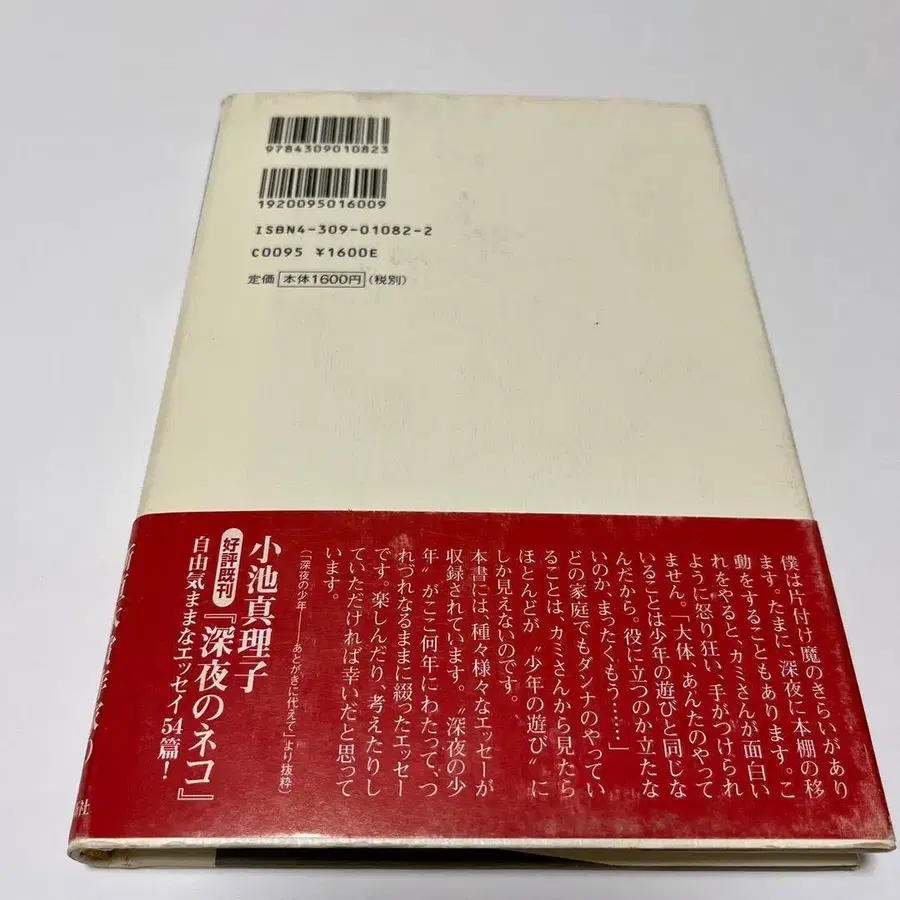 9784309010823
1920095016009
ISBN4-309-01082-2
C0095 ¥1600E
定価 本体1600円(税別)
僕は片付け魔のきらいがあり
ます。たまに、深夜に本棚の移
動をすることもあります。こ
れをやると、カミさんが面白い
ように怒り狂い、手がつけられ
ません。「大体、あんたのやって
いることは少年の遊びと同じな
んだから。役に立つのか立たな
いのか、まったくもう……」
どの家庭でもダンナのやってい
ることは、カミさんから見たら
ほとんどが〝少年の遊び〟に
しか見えないのです。
本書には、種々様々なエッセーが
収録されています。〝深夜の少
年〟がここ何年にわたって、つ
れづれなるままに綴ったエッセー
です。楽しんだり、考えたりし
ていただければ幸いだと思って
います。
(「深夜の少年——あとがきに代えて」より抜粋)
小池真理子
好評既刊『深夜のネコ』
自由気ままなエッセイ54篇!
社